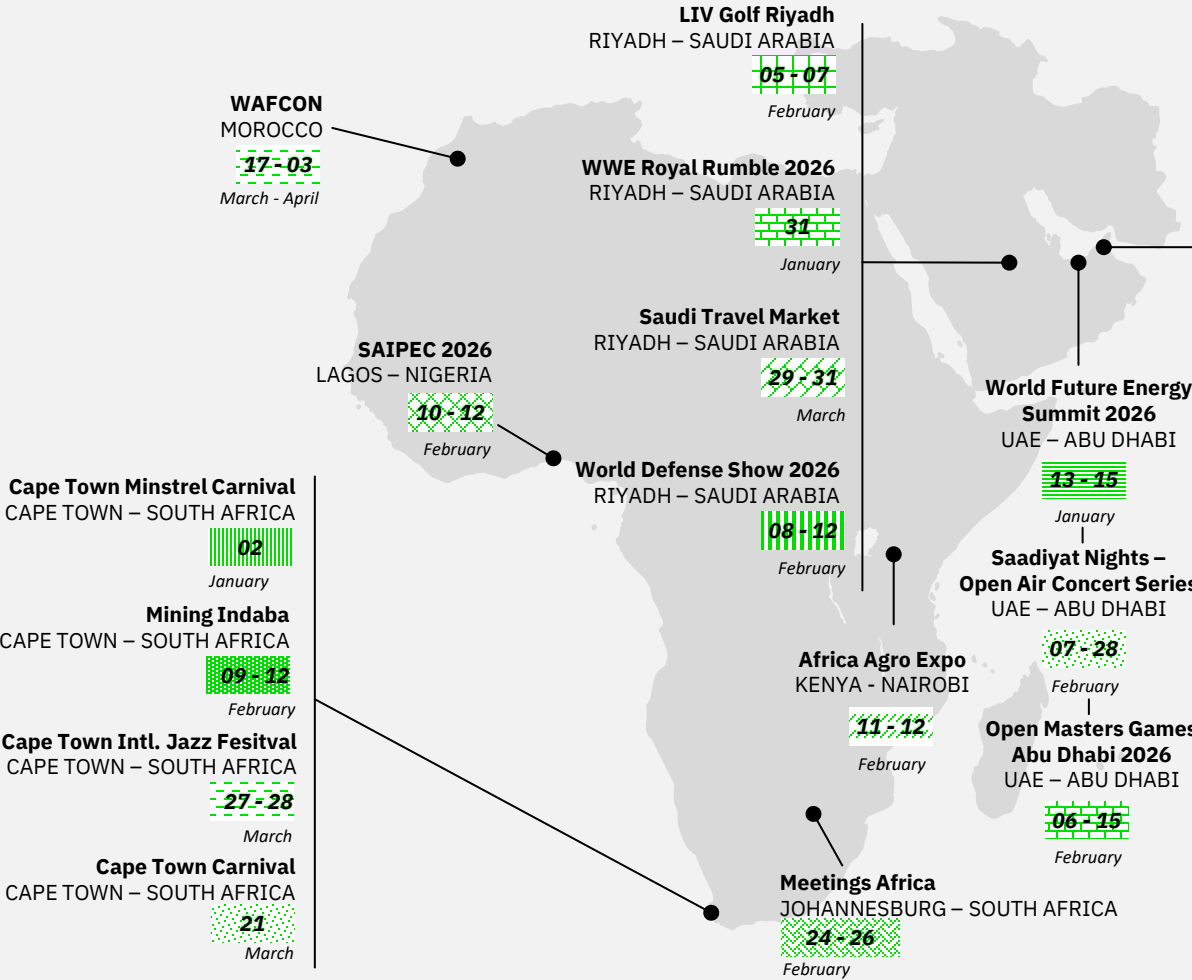 LIV Golf Riyadh
RIYADH – SAUDI ARABIA
05 - 07
February
WAFCON
MOROCCO
17 - 03
March - April
WWE Royal Rumble 2026
RIYADH – SAUDI ARABIA
31
January
Saudi Travel Market
RIYADH – SAUDI ARABIA
29 - 31
March
SAIPEC 2026
LAGOS – NIGERIA
10 - 12
February
World Defense Show 2026
RIYADH – SAUDI ARABIA
08 - 12
February
World Future Energy
Summit 2026
UAE – ABU DHABI
13 - 15
January
Saadiyat Nights –
Open Air Concert Series
UAE – ABU DHABI
07 - 28
February
Open Masters Games
Abu Dhabi 2026
UAE – ABU DHABI
06 - 15
February
Cape Town Minstrel Carnival
CAPE TOWN – SOUTH AFRICA
02
January
Mining Indaba
CAPE TOWN – SOUTH AFRICA
09 - 12
February
Cape Town Intl. Jazz Fesitval
CAPE TOWN – SOUTH AFRICA
27 - 28
March
Cape Town Carnival
CAPE TOWN – SOUTH AFRICA
21
March
Africa Agro Expo
KENYA - NAIROBI
11 - 12
February
Meetings Africa
JOHANNESBURG – SOUTH AFRICA
24 - 26
February